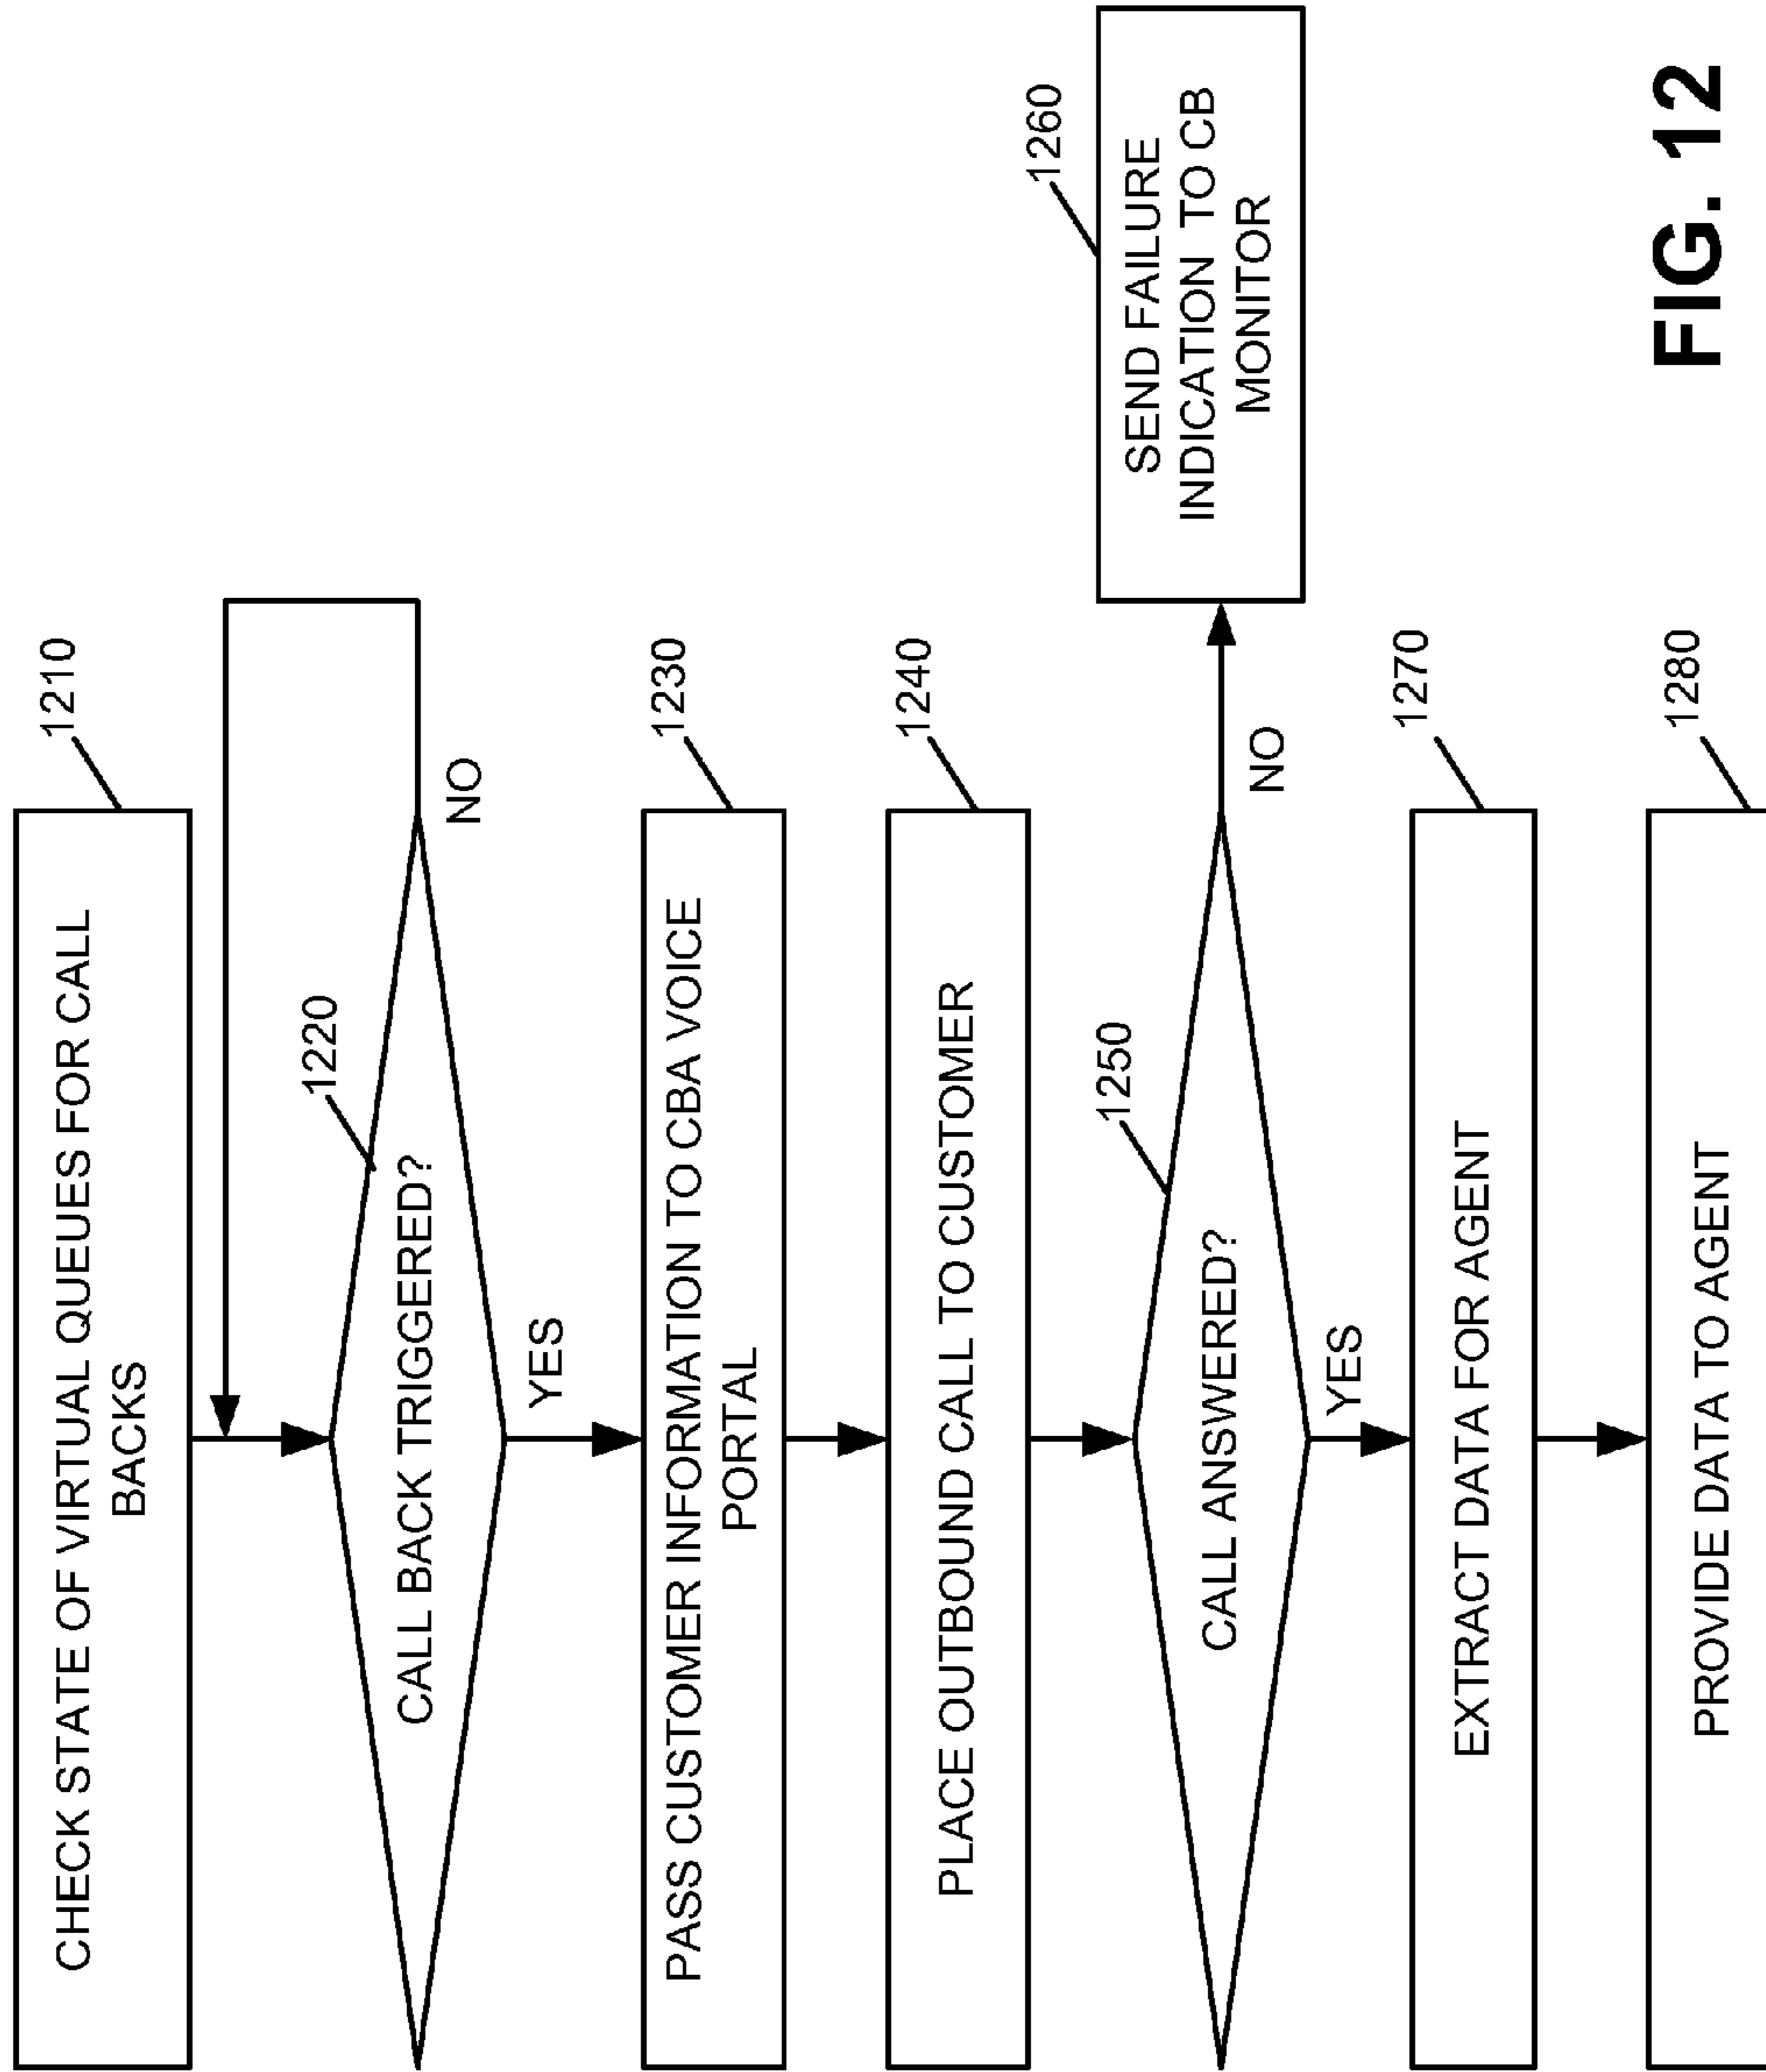 CHECK STATE OF VIRTUAL QUEUES FOR CALL
BACKS
1210
CALL BACK TRIGGERED?
1220
NO
YES
PASS CUSTOMER INFORMATION TO CBA VOICE
PORTAL
1230
PLACE OUTBOUND CALL TO CUSTOMER
1240
CALL ANSWERED?
1250
NO
SEND FAILURE
INDICATION TO CB
MONITOR
1260
YES
EXTRACT DATA FOR AGENT
1270
PROVIDE DATA TO AGENT
1280
FIG. 12